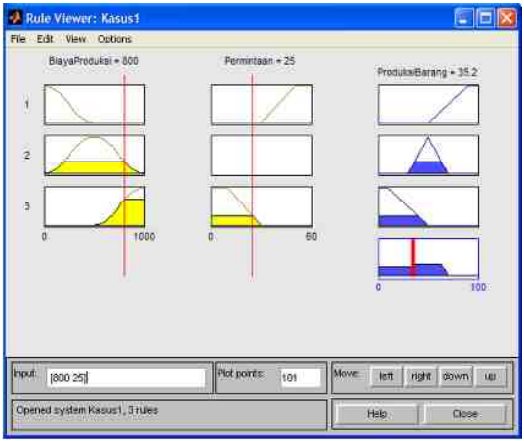 Rule Viewer: Kasus1
File Edit View Options
BiayaProduksi = 800
Permintaan = 25
ProduksiBarang = 35.2
1
2
3
0 1000
0 60
0 100
Input: [800 25]
Plot points: 101
Move: left right down up
Opened system Kasus1, 3 rules
Help Close